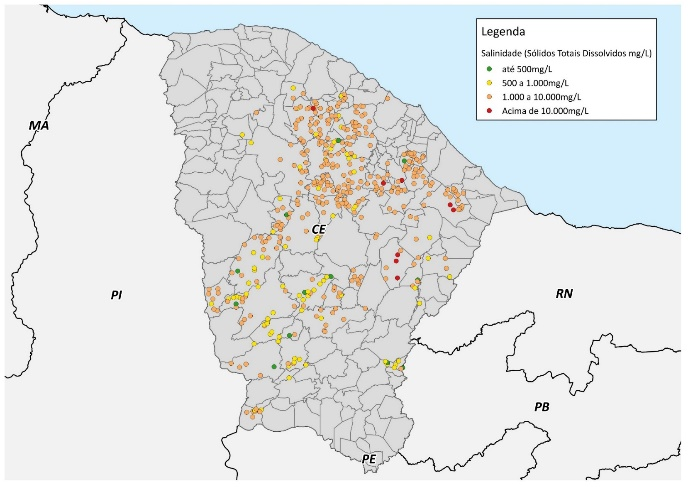 Legenda
Salinidade (Sólidos Totais Dissolvidos mg/L)
até 500mg/L
500 a 1.000mg/L
1.000 a 10.000mg/L
Acima de 10.000mg/L
MA
CE
PI
RN
PB
PE